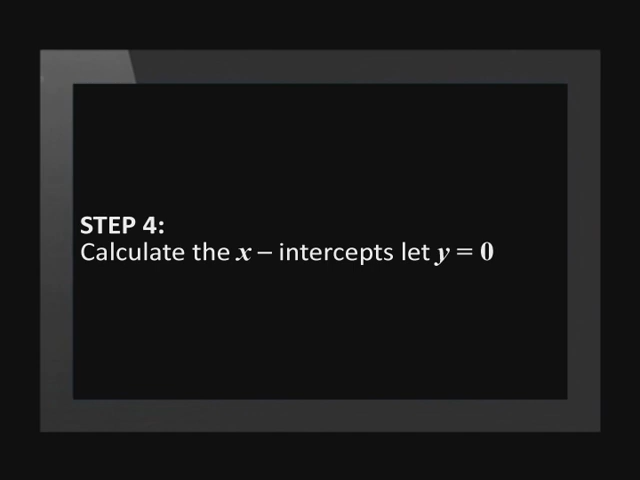 STEP 4:
Calculate the x – intercepts let y = 0